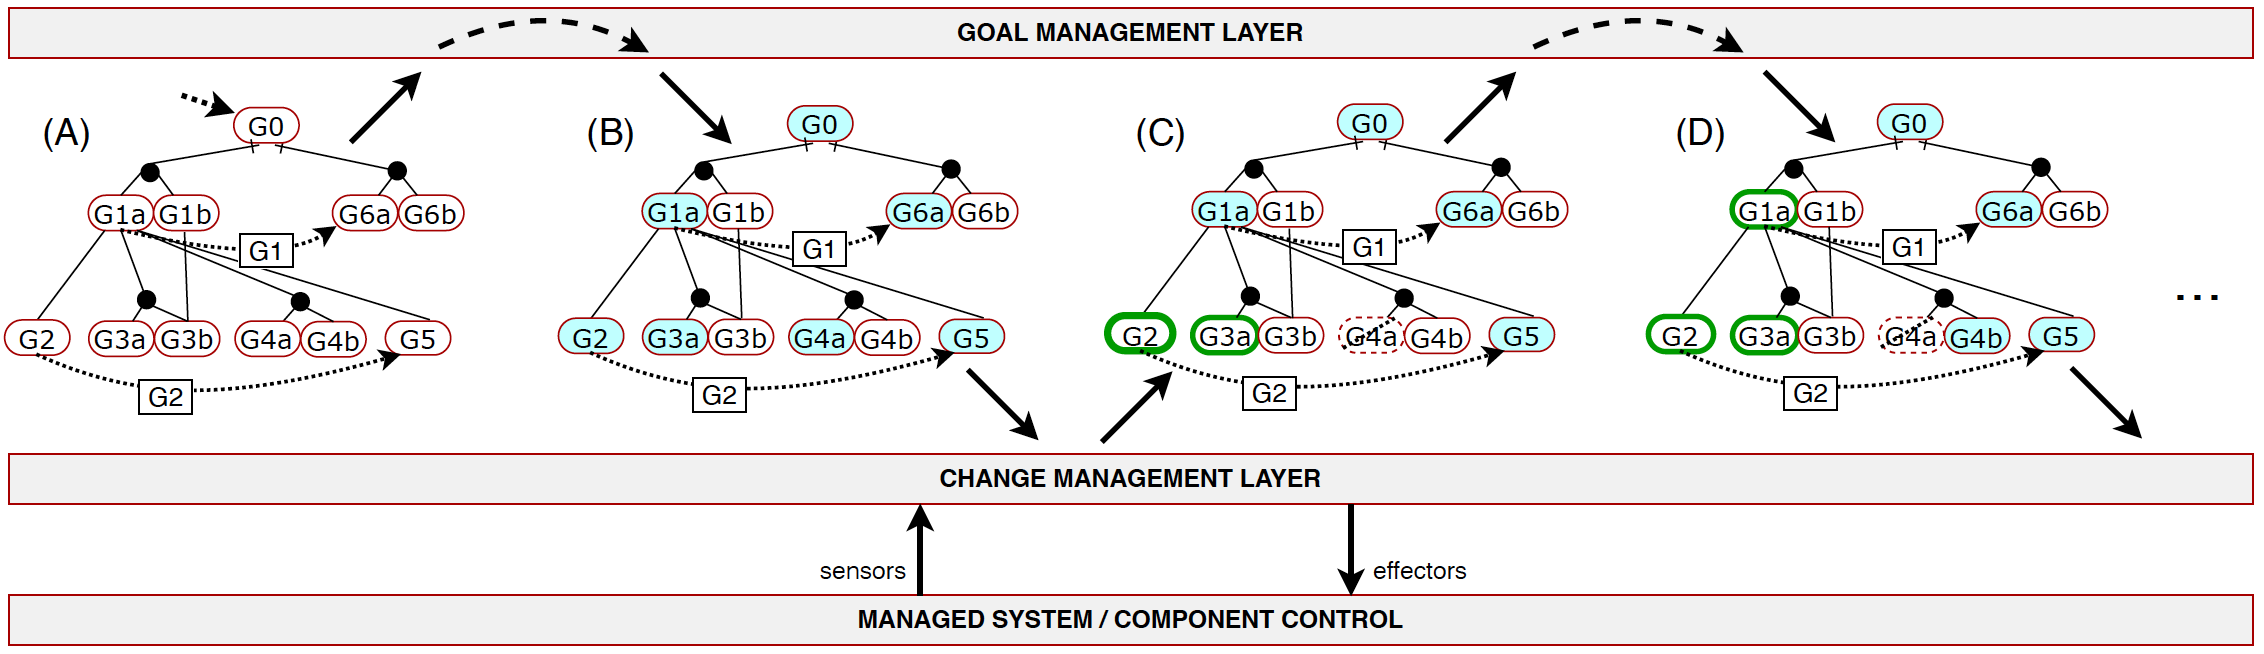 GOAL MANAGEMENT LAYER
(A) G0
G1a G1b G6a G6b
G1
G2 G3a G3b G4a G4b G5
G2
(B) G0
G1a G1b G6a G6b
G1
G2 G3a G3b G4a G4b G5
G2
(C) G0
G1a G1b G6a G6b
G1
G2 G3a G3b G4a G4b G5
G2
(D) G0
G1a G1b G6a G6b
G1
G2 G3a G3b G4a G4b G5
G2
...
CHANGE MANAGEMENT LAYER
sensors effectors
MANAGED SYSTEM / COMPONENT CONTROL